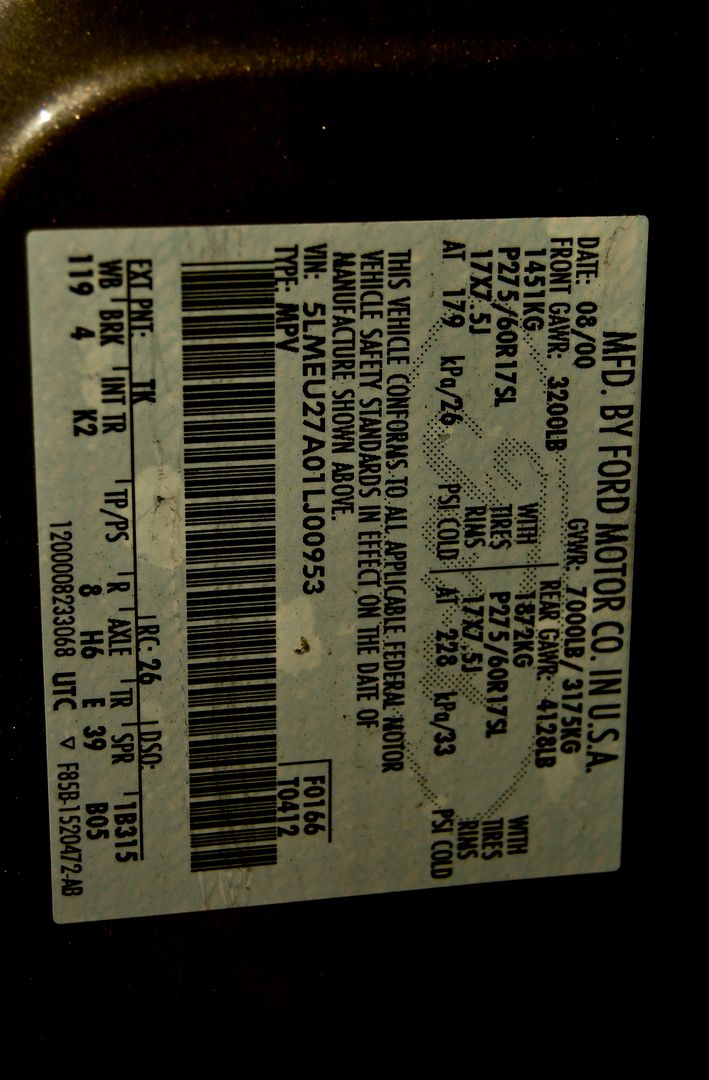 MFD. BY FORD MOTOR CO. IN U.S.A.
DATE: 08/00 GVWR: 7000LB/ 3175KG
FRONT GAWR: 3200LB REAR GAWR: 4128LB
1451KG WITH 1872KG WITH
P275/60R17SL TIRES P275/60R17SL TIRES
17X7.5J RIMS 17X7.5J RIMS
AT 179 kPa/26 PSI COLD AT 228 kPa/33 PSI COLD
THIS VEHICLE CONFORMS TO ALL APPLICABLE FEDERAL MOTOR
VEHICLE SAFETY STANDARDS IN EFFECT ON THE DATE OF
MANUFACTURE SHOWN ABOVE.
VIN: 5LMEU27A01LJ00953 F0166
TYPE: MPV T0412
EXT PNT: TK RC: 26 DSO: 1B315
WB BRK INT TR TP/PS R AXLE TR SPR
119 4 K2 8 H6 E 39 B05
1200008233068 UTC ▽ F85B-1520472-AB